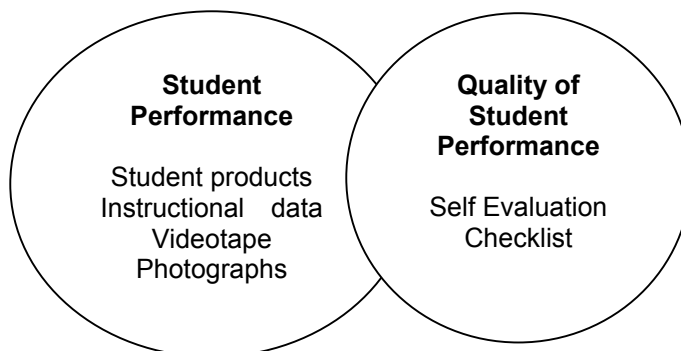 Student
Performance
Student products
Instructional data
Videotape
Photographs
Quality of
Student
Performance
Self Evaluation
Checklist